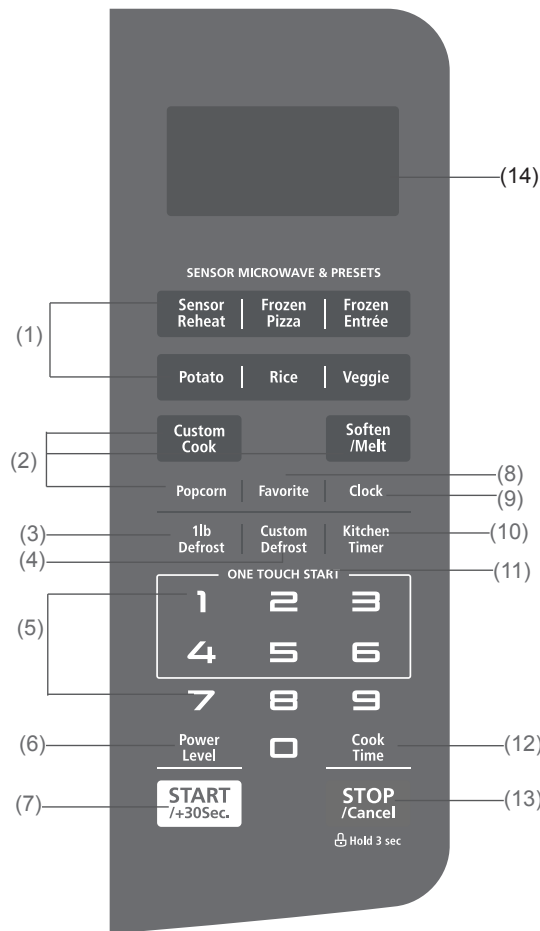 (14)
SENSOR MICROWAVE & PRESETS
(1)
Sensor Reheat
Frozen Pizza
Frozen Entrée
Potato
Rice
Veggie
(2)
Custom Cook
Soften /Melt
(8)
Popcorn
Favorite
Clock
(9)
(3)
1lb Defrost
Custom Defrost
Kitchen Timer
(10)
(4)
ONE TOUCH START
(11)
(5)
1 2 3
4 5 6
7 8 9
(6)
Power Level
0
Cook Time
(12)
(7)
START /+30Sec.
STOP /Cancel
(13)
Hold 3 sec